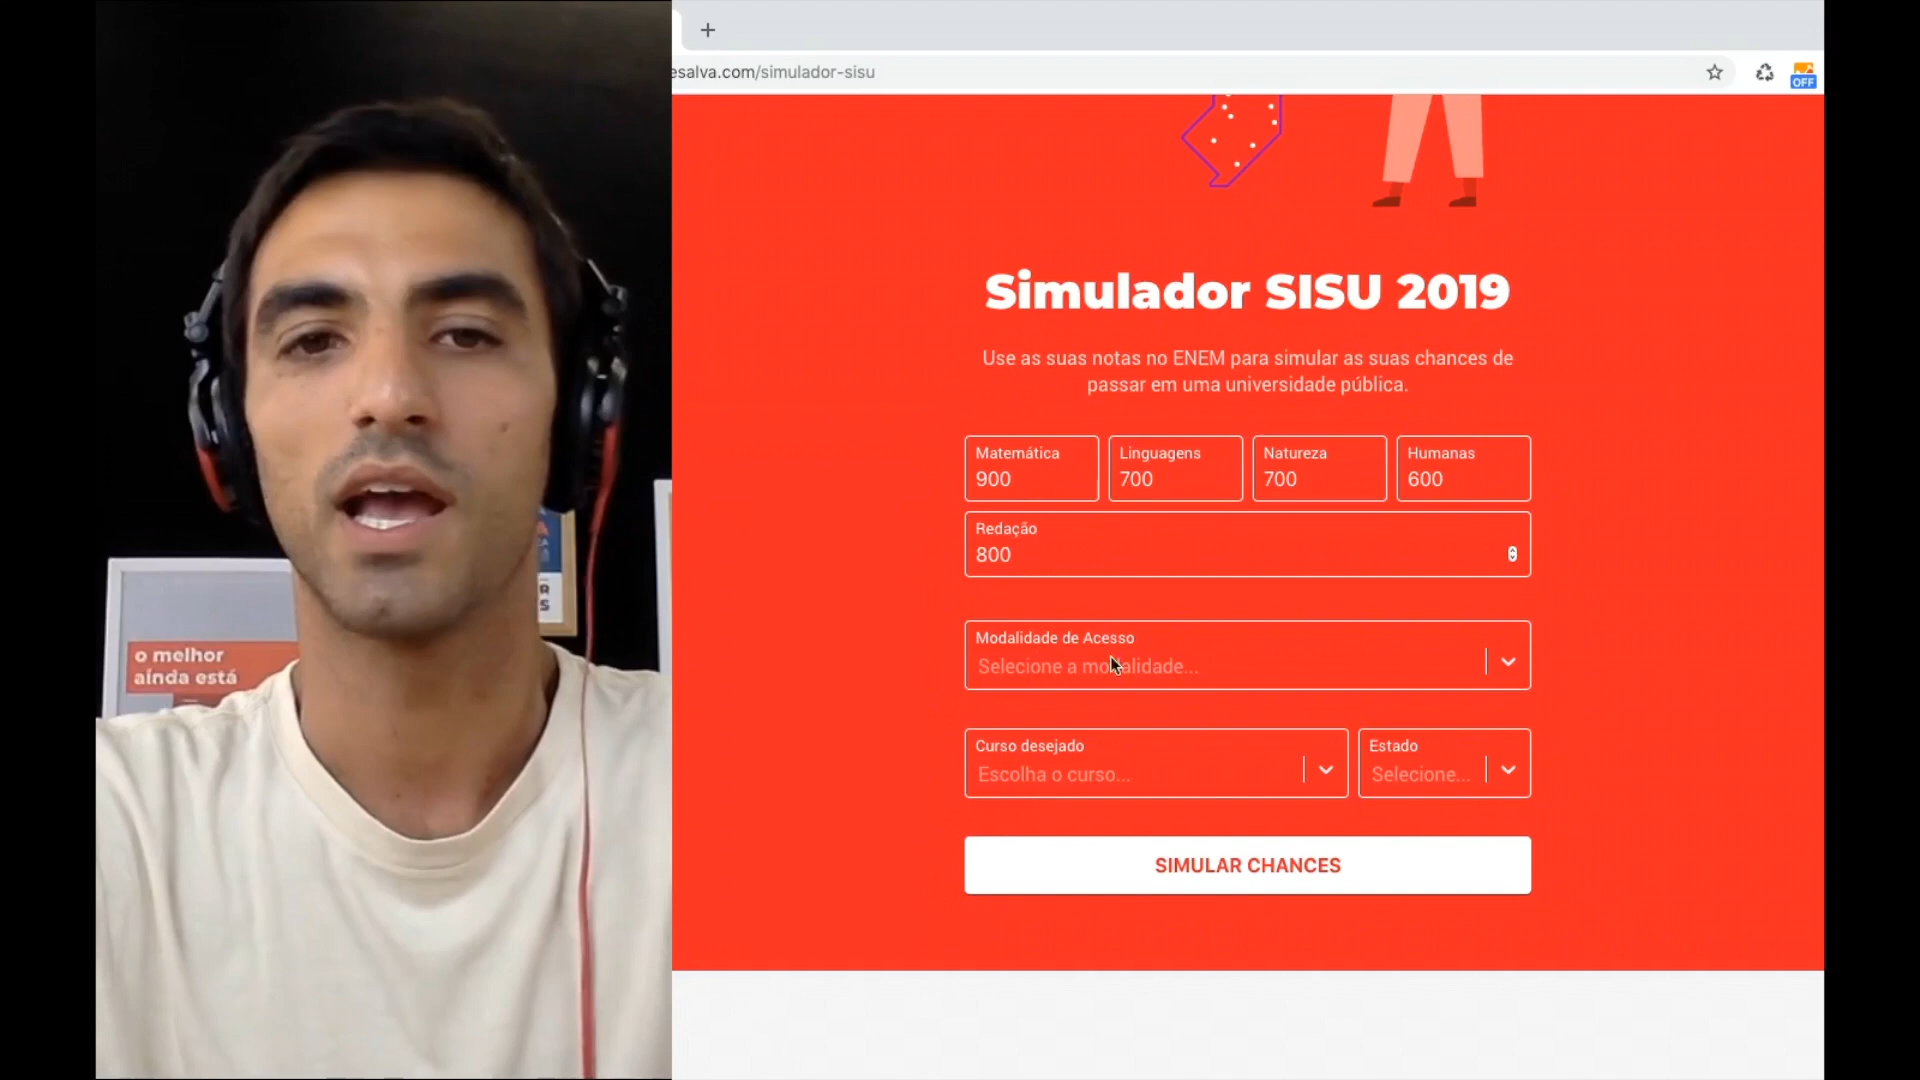 esalva.com/simulador-sisu
OFF
Simulador SISU 2019
Use as suas notas no ENEM para simular as suas chances de
passar em uma universidade pública.
Matemática
900
Linguagens
700
Natureza
700
Humanas
600
Redação
800
Modalidade de Acesso
Selecione a modalidade...
Curso desejado
Escolha o curso...
Estado
Selecione...
SIMULAR CHANCES
o melhor
ainda está